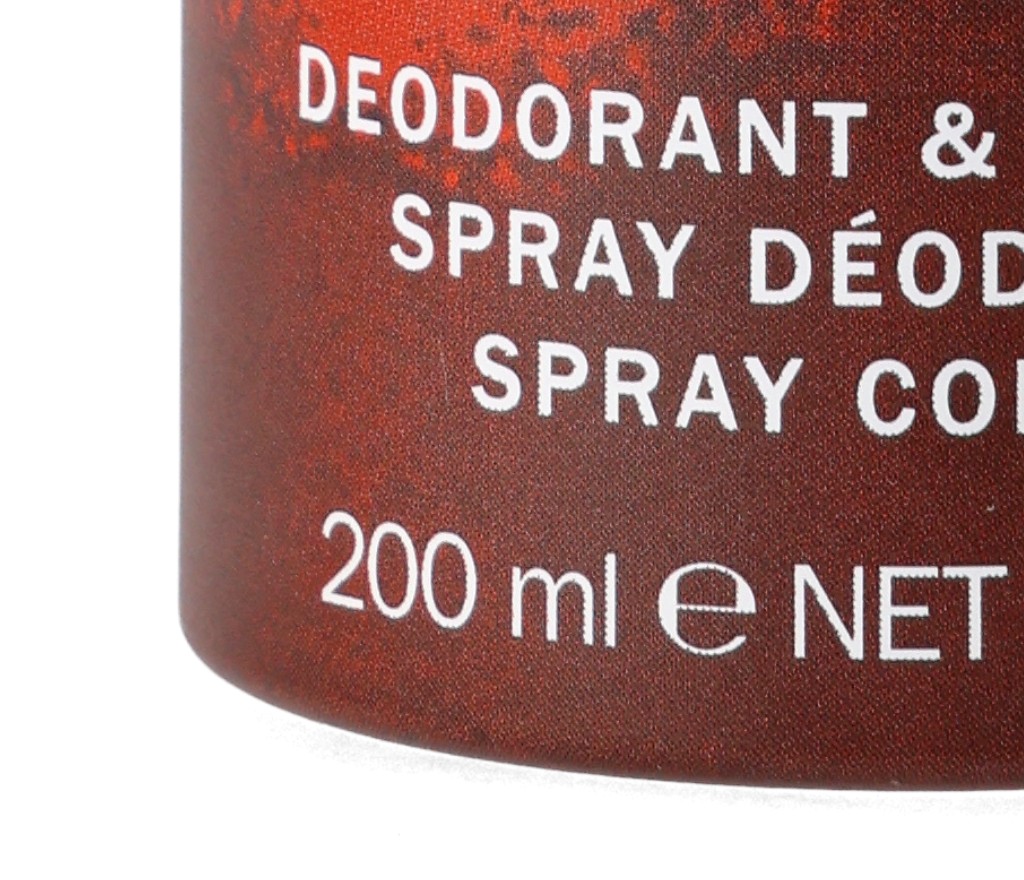 DEODORANT &
SPRAY DÉOD
SPRAY CO
200 ml ℮ NET